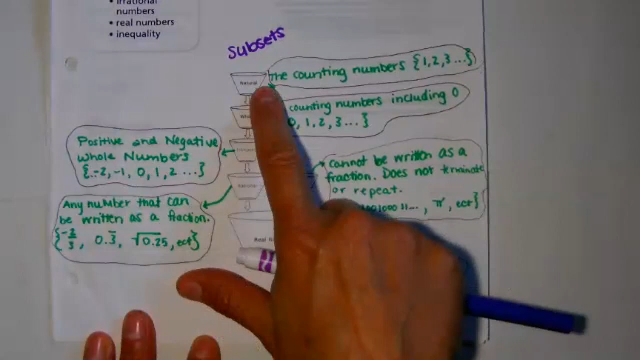 • irrational
numbers
• real numbers
• inequality
Subsets
The counting numbers {1,2,3...}
counting numbers including 0
0, 1, 2, 3...}
Positive and Negative
Whole Numbers
{..-2, -1, 0, 1, 2 ...}
cannot be written as a
fraction. Does not terminate
or repeat.
π, ect}
Any number that can
be written as a fraction.
{-2/3, 0.3̅, √0.25, ect}
Natural
Real